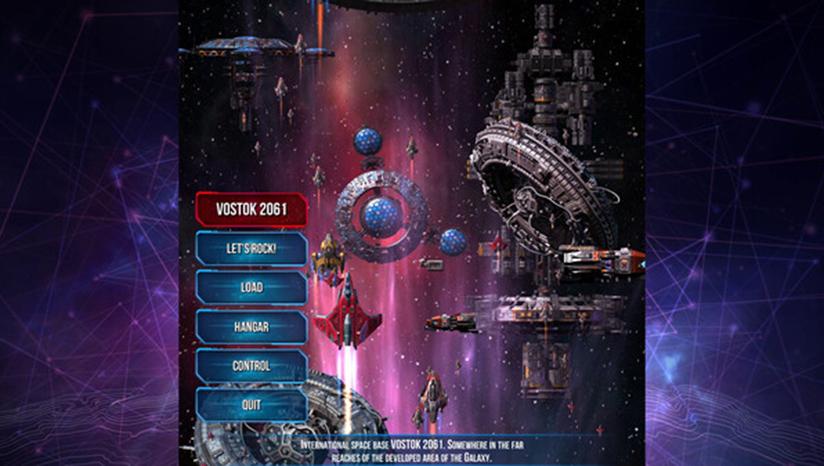 VOSTOK 2061
LET'S ROCK!
LOAD
HANGAR
CONTROL
QUIT
INTERNATIONAL SPACE BASE VOSTOK 2061. SOMEWHERE IN THE FAR
REACHES OF THE DEVELOPED AREA OF THE GALAXY.